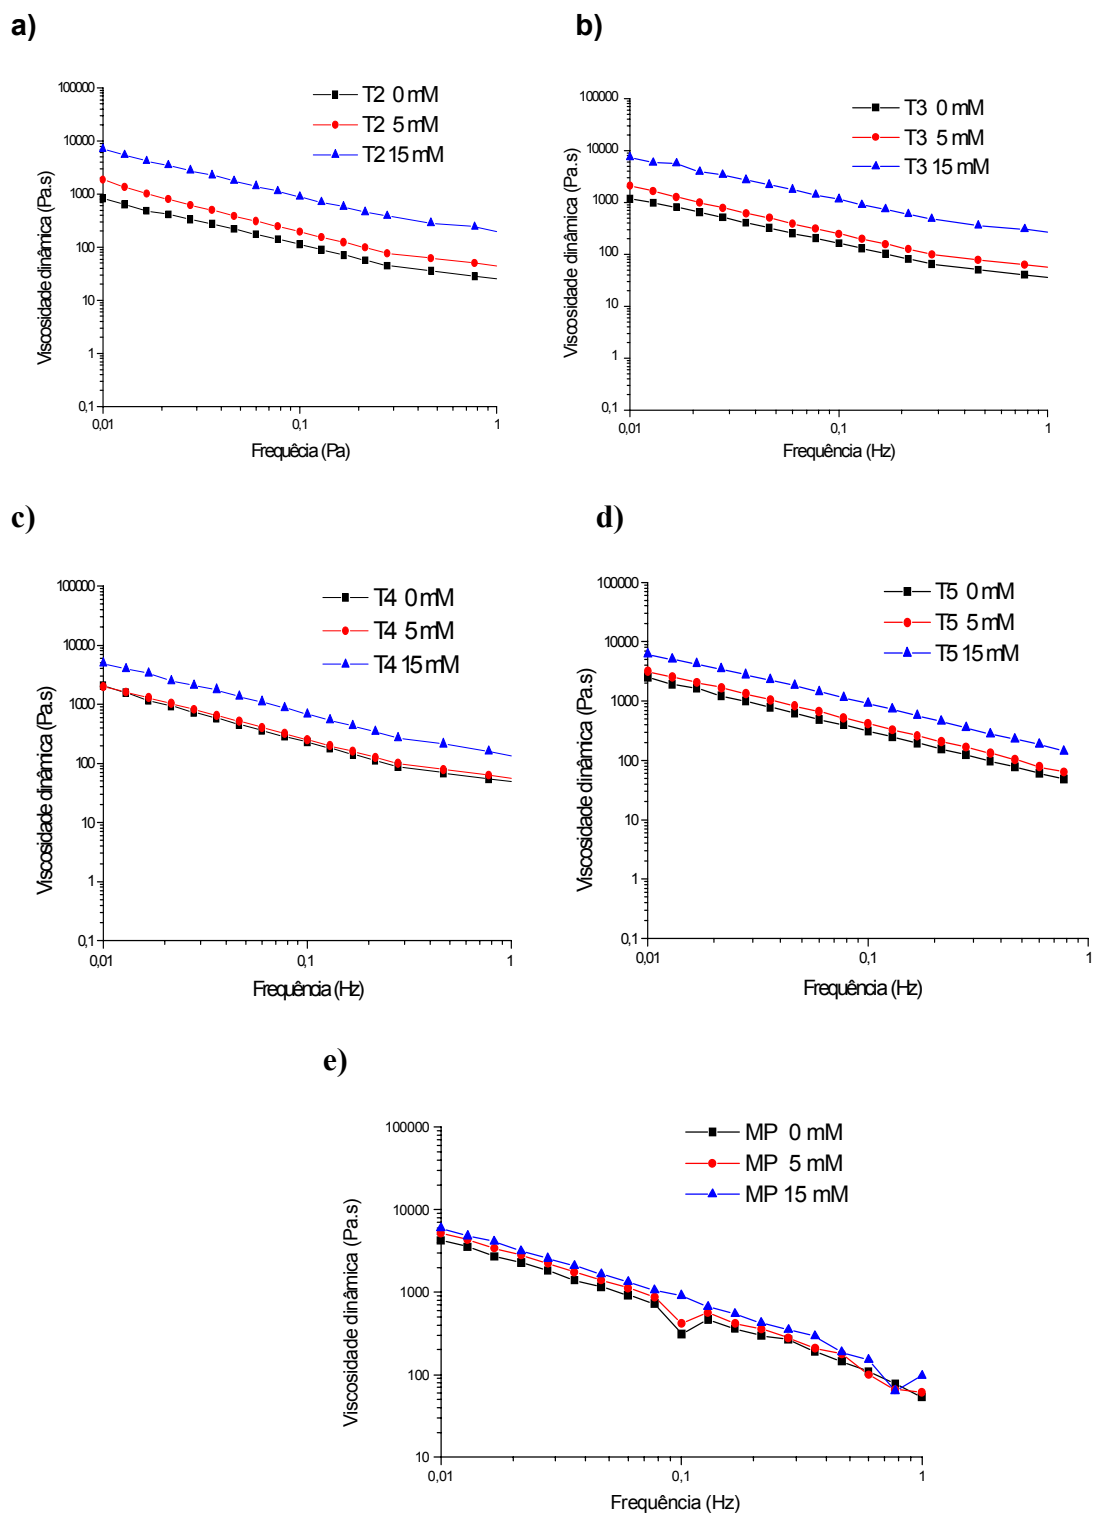 a)
100000
10000
1000
100
10
1
0,1
0,01
0,1
1
Viscosidade dinâmica (Pa.s)
Frequêcia (Pa)
T2 0 mM
T2 5 mM
T2 15 mM
b)
100000
10000
1000
100
10
1
0,1
0,01
0,1
1
Viscosidade dinâmica (Pa.s)
Frequência (Hz)
T3 0 mM
T3 5 mM
T3 15 mM
c)
100000
10000
1000
100
10
1
0,1
0,01
0,1
1
Viscosidade dinâmica (Pa.s)
Frequência (Hz)
T4 0 mM
T4 5 mM
T4 15 mM
d)
100000
10000
1000
100
10
1
0,1
0,01
0,1
1
Viscosidade dinâmica (Pa.s)
Frequência (Hz)
T5 0 mM
T5 5 mM
T5 15 mM
e)
100000
10000
1000
100
10
0,01
0,1
1
Viscosidade dinâmica (Pa.s)
Frequência (Hz)
MP 0 mM
MP 5 mM
MP 15 mM